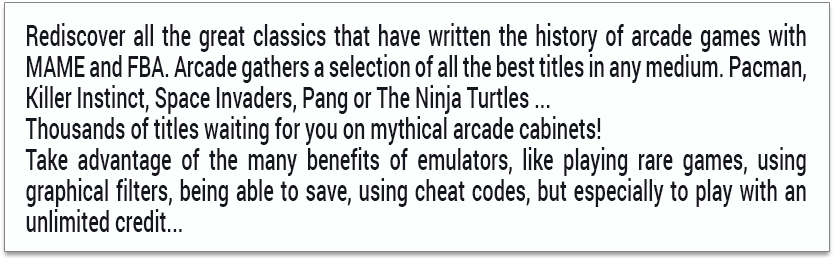 Rediscover all the great classics that have written the history of arcade games with
MAME and FBA. Arcade gathers a selection of all the best titles in any medium. Pacman,
Killer Instinct, Space Invaders, Pang or The Ninja Turtles ...
Thousands of titles waiting for you on mythical arcade cabinets!
Take advantage of the many benefits of emulators, like playing rare games, using
graphical filters, being able to save, using cheat codes, but especially to play with an
unlimited credit...